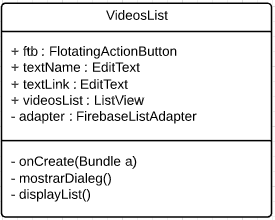 VideosList
+ ftb : FlotatingActionButton
+ textName : EditText
+ textLink : EditText
+ videosList : ListView
- adapter : FirebaseListAdapter
- onCreate(Bundle a)
- mostrarDialeg()
- displayList()